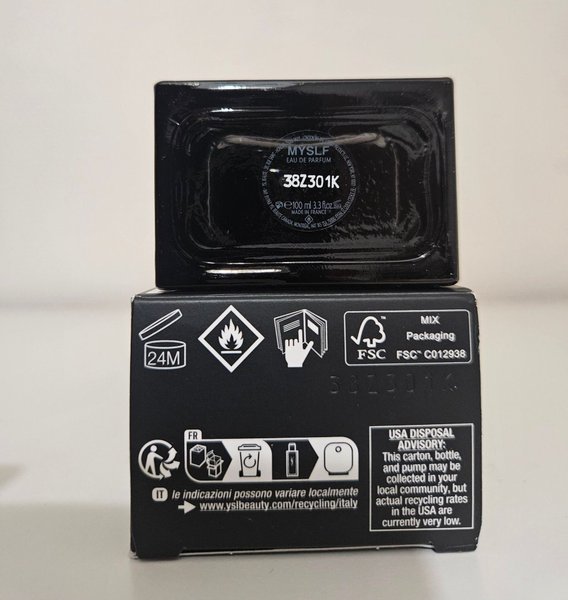 MYSLF
EAU DE PARFUM
38Z301K
e 100 ml 3.3 fl.oz
MADE IN FRANCE
24M
FSC
MIX
Packaging
FSC™ C012938
38Z301K
FR
USA DISPOSAL
ADVISORY:
This carton, bottle,
and pump may be
collected in your
local community, but
actual recycling rates
in the USA are
currently very low.
IT le indicazioni possono variare localmente
www.yslbeauty.com/recycling/italy